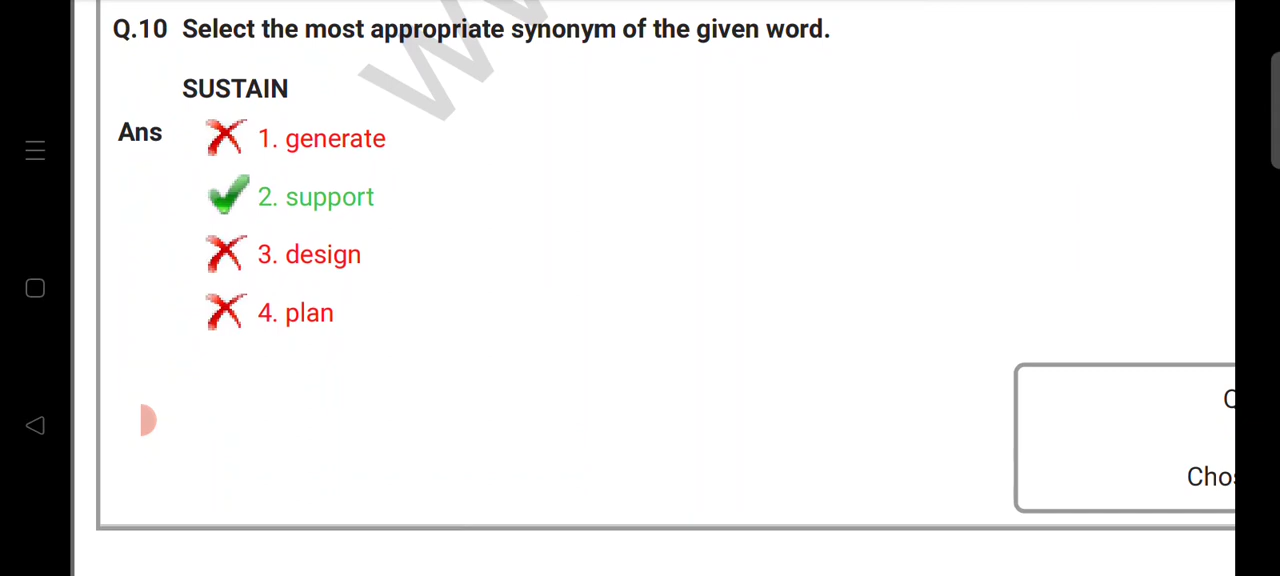 Q.10 Select the most appropriate synonym of the given word.
SUSTAIN
Ans 1. generate
2. support
3. design
4. plan